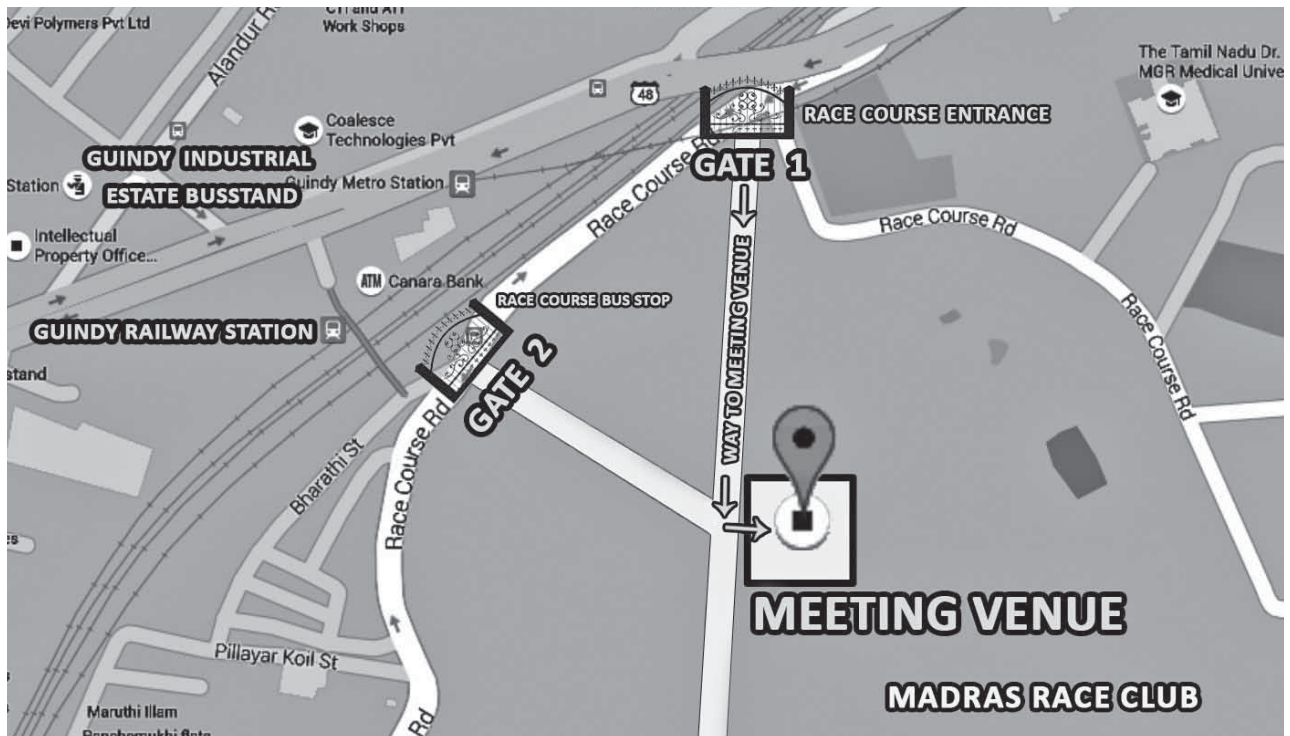 Devi Polymers Pvt Ltd
CTI and ATI
Work Shops
Alandur R
The Tamil Nadu Dr.
MGR Medical Unive
48
RACE COURSE ENTRANCE
Coalesce
Technologies Pvt
GATE 1
GUINDY INDUSTRIAL
ESTATE BUSSTAND
Station
Guindy Metro Station
Race Course Rd
Race Course Rd
Intellectual
Property Office...
ATM Canara Bank
RACE COURSE BUS STOP
GUINDY RAILWAY STATION
WAY TO MEETING VENUE
Race Course Rd
stand
GATE 2
Bharathi St
Race Course Rd
MEETING VENUE
Pillayar Koil St
MADRAS RACE CLUB
Maruthi Illam
Rd